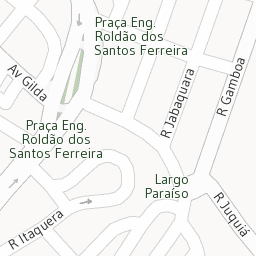 Praça Eng.
Roldão dos
Santos Ferreira
Av Gilda
R Jabaquara
R Gamboa
Praça Eng.
Roldão dos
Santos Ferreira
Largo
Paraíso
R Juquiá
R Itaquera